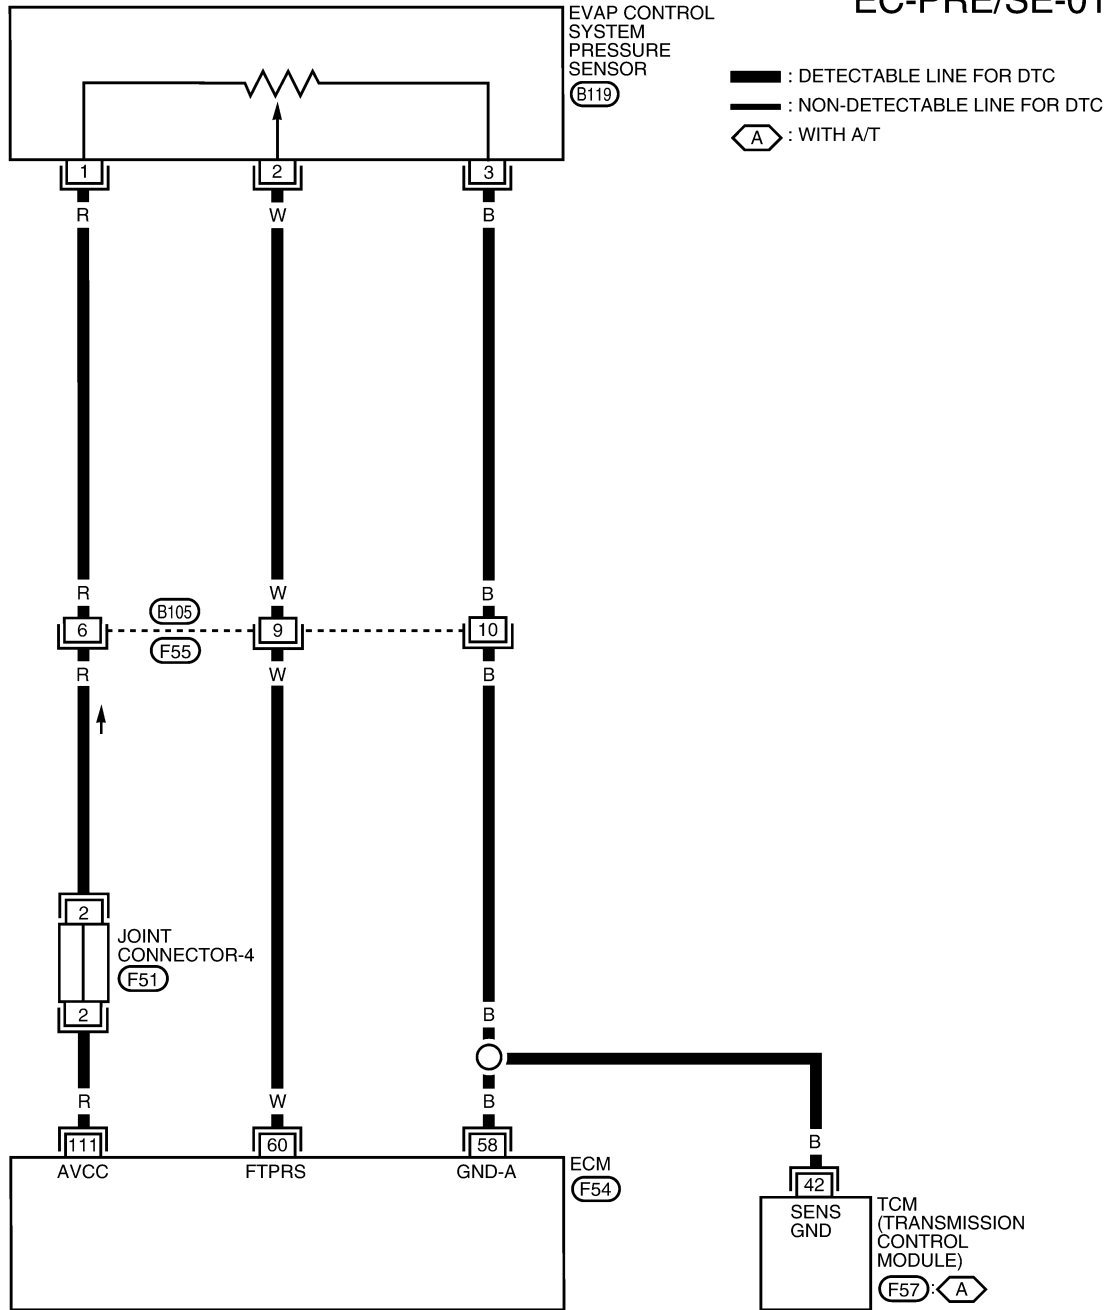 EC-PRE/SE-01
EVAP CONTROL
SYSTEM
PRESSURE
SENSOR
B119
: DETECTABLE LINE FOR DTC
: NON-DETECTABLE LINE FOR DTC
A : WITH A/T
1 2 3
R W B
R W B
B105
6 9 10
F55
R W B
2
JOINT
CONNECTOR-4
F51
2
B
R W B
B
111 60 58
AVCC FTPRS GND-A
ECM
F54
42
SENS
GND
TCM
(TRANSMISSION
CONTROL
MODULE)
F57 : A